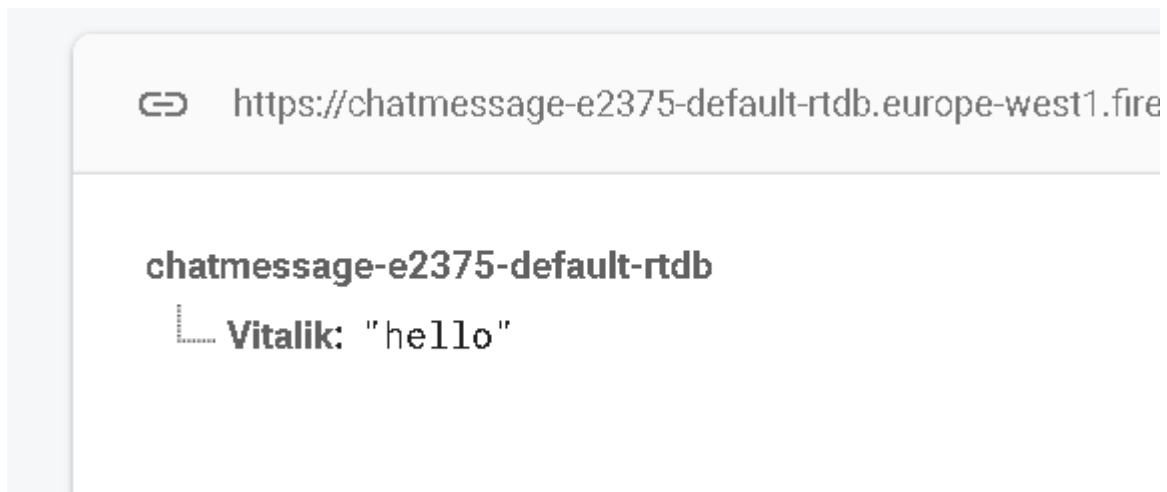 https://chatmessage-e2375-default-rtdb.europe-west1.fire
chatmessage-e2375-default-rtdb
Vitalik: "hello"